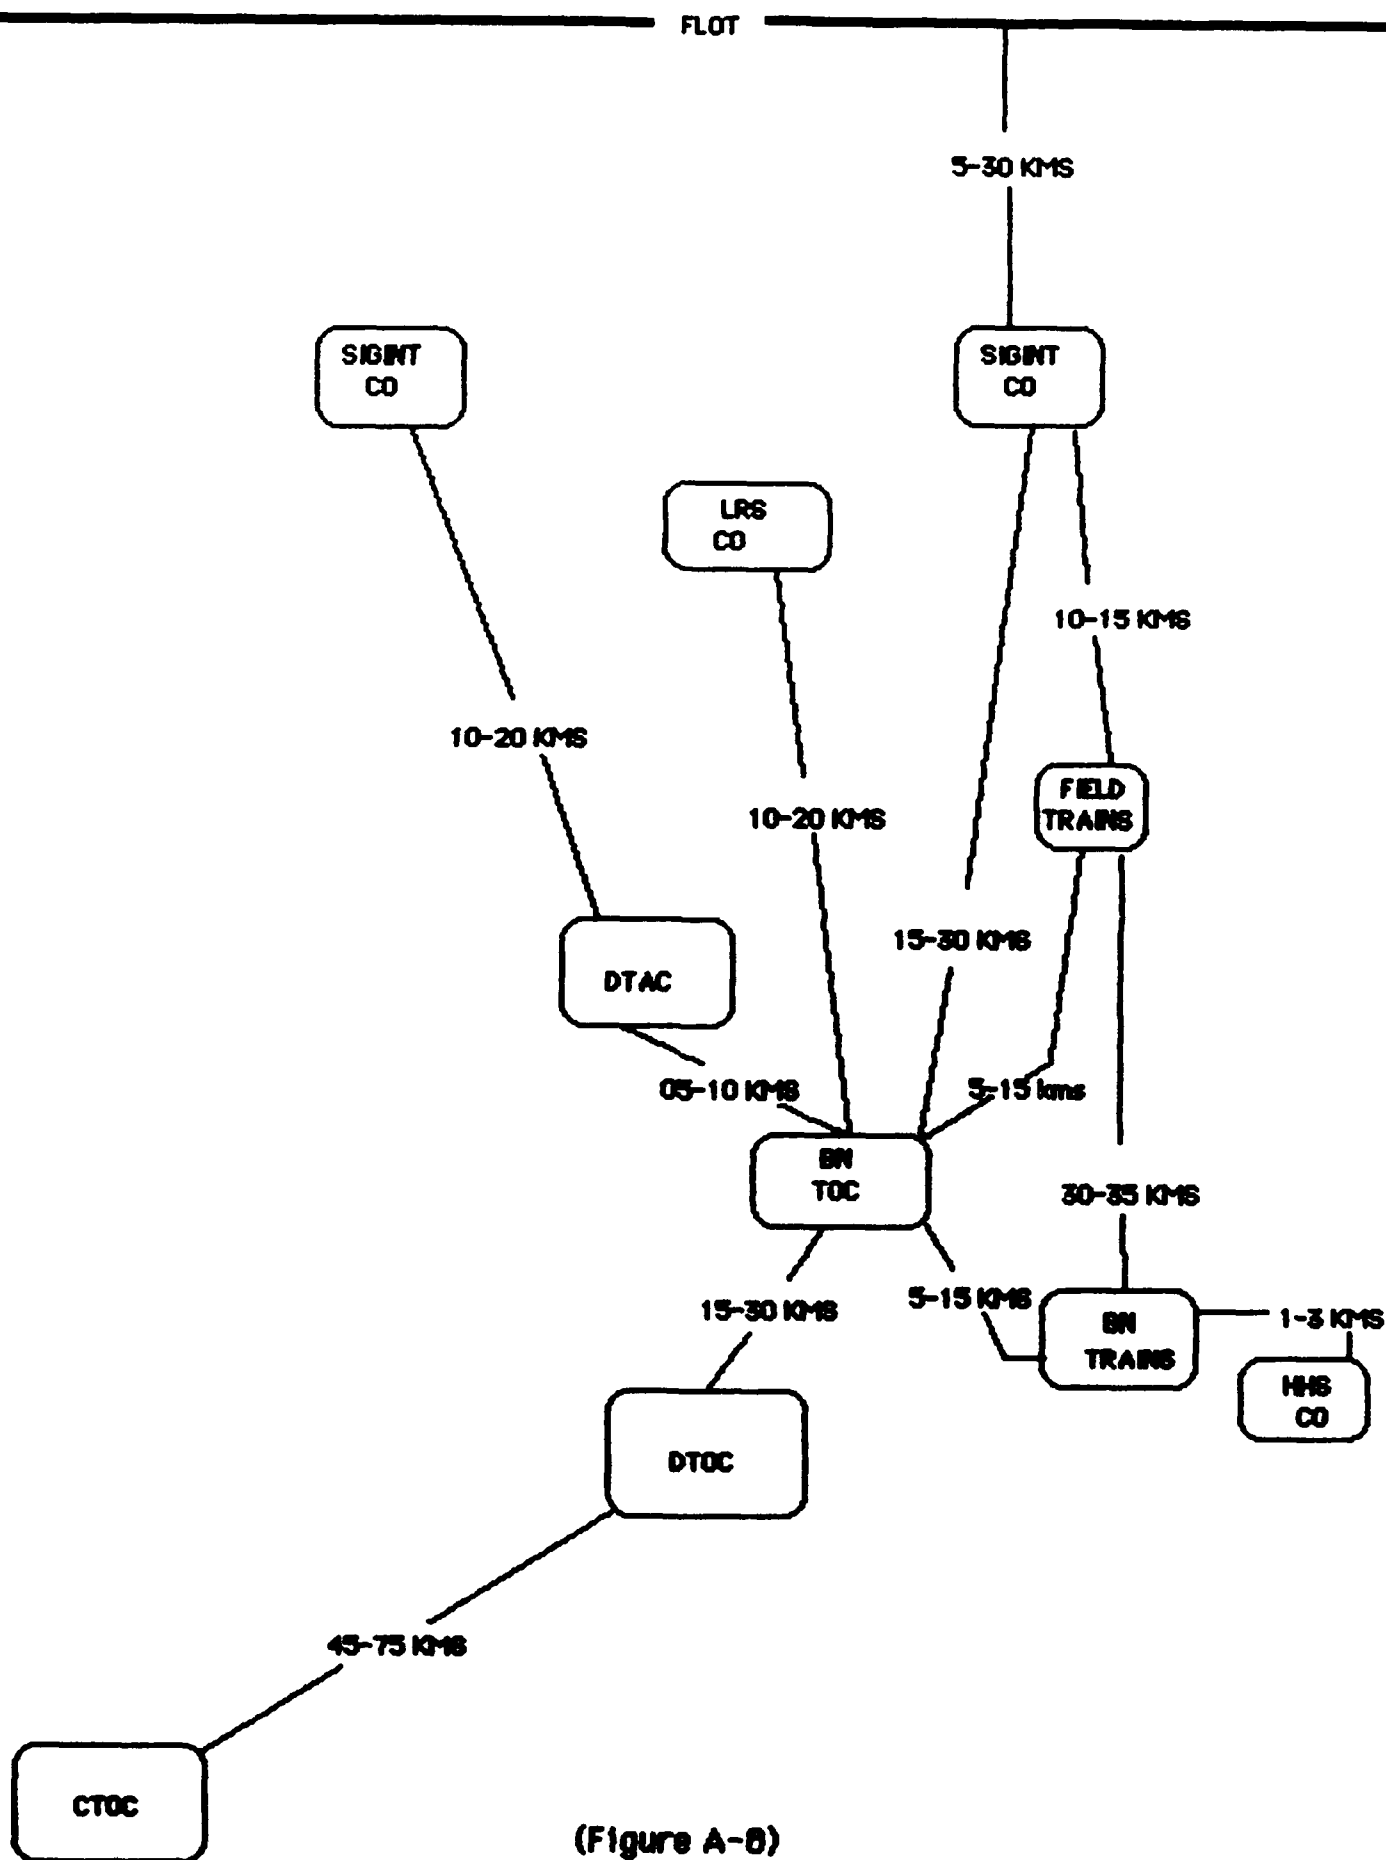 FLOT
5-30 KMS
SIGINT
CO
SIGINT
CO
LRS
CO
10-15 KMS
10-20 KMS
FIELD
TRAINS
10-20 KMS
15-30 KMS
DTAC
05-10 KMS
5-15 kms
BN
TOC
30-35 KMS
15-30 KMS
5-15 KMS
BN
TRAINS
1-3 KMS
HHS
CO
DTOC
45-75 KMS
CTOC
(Figure A-8)